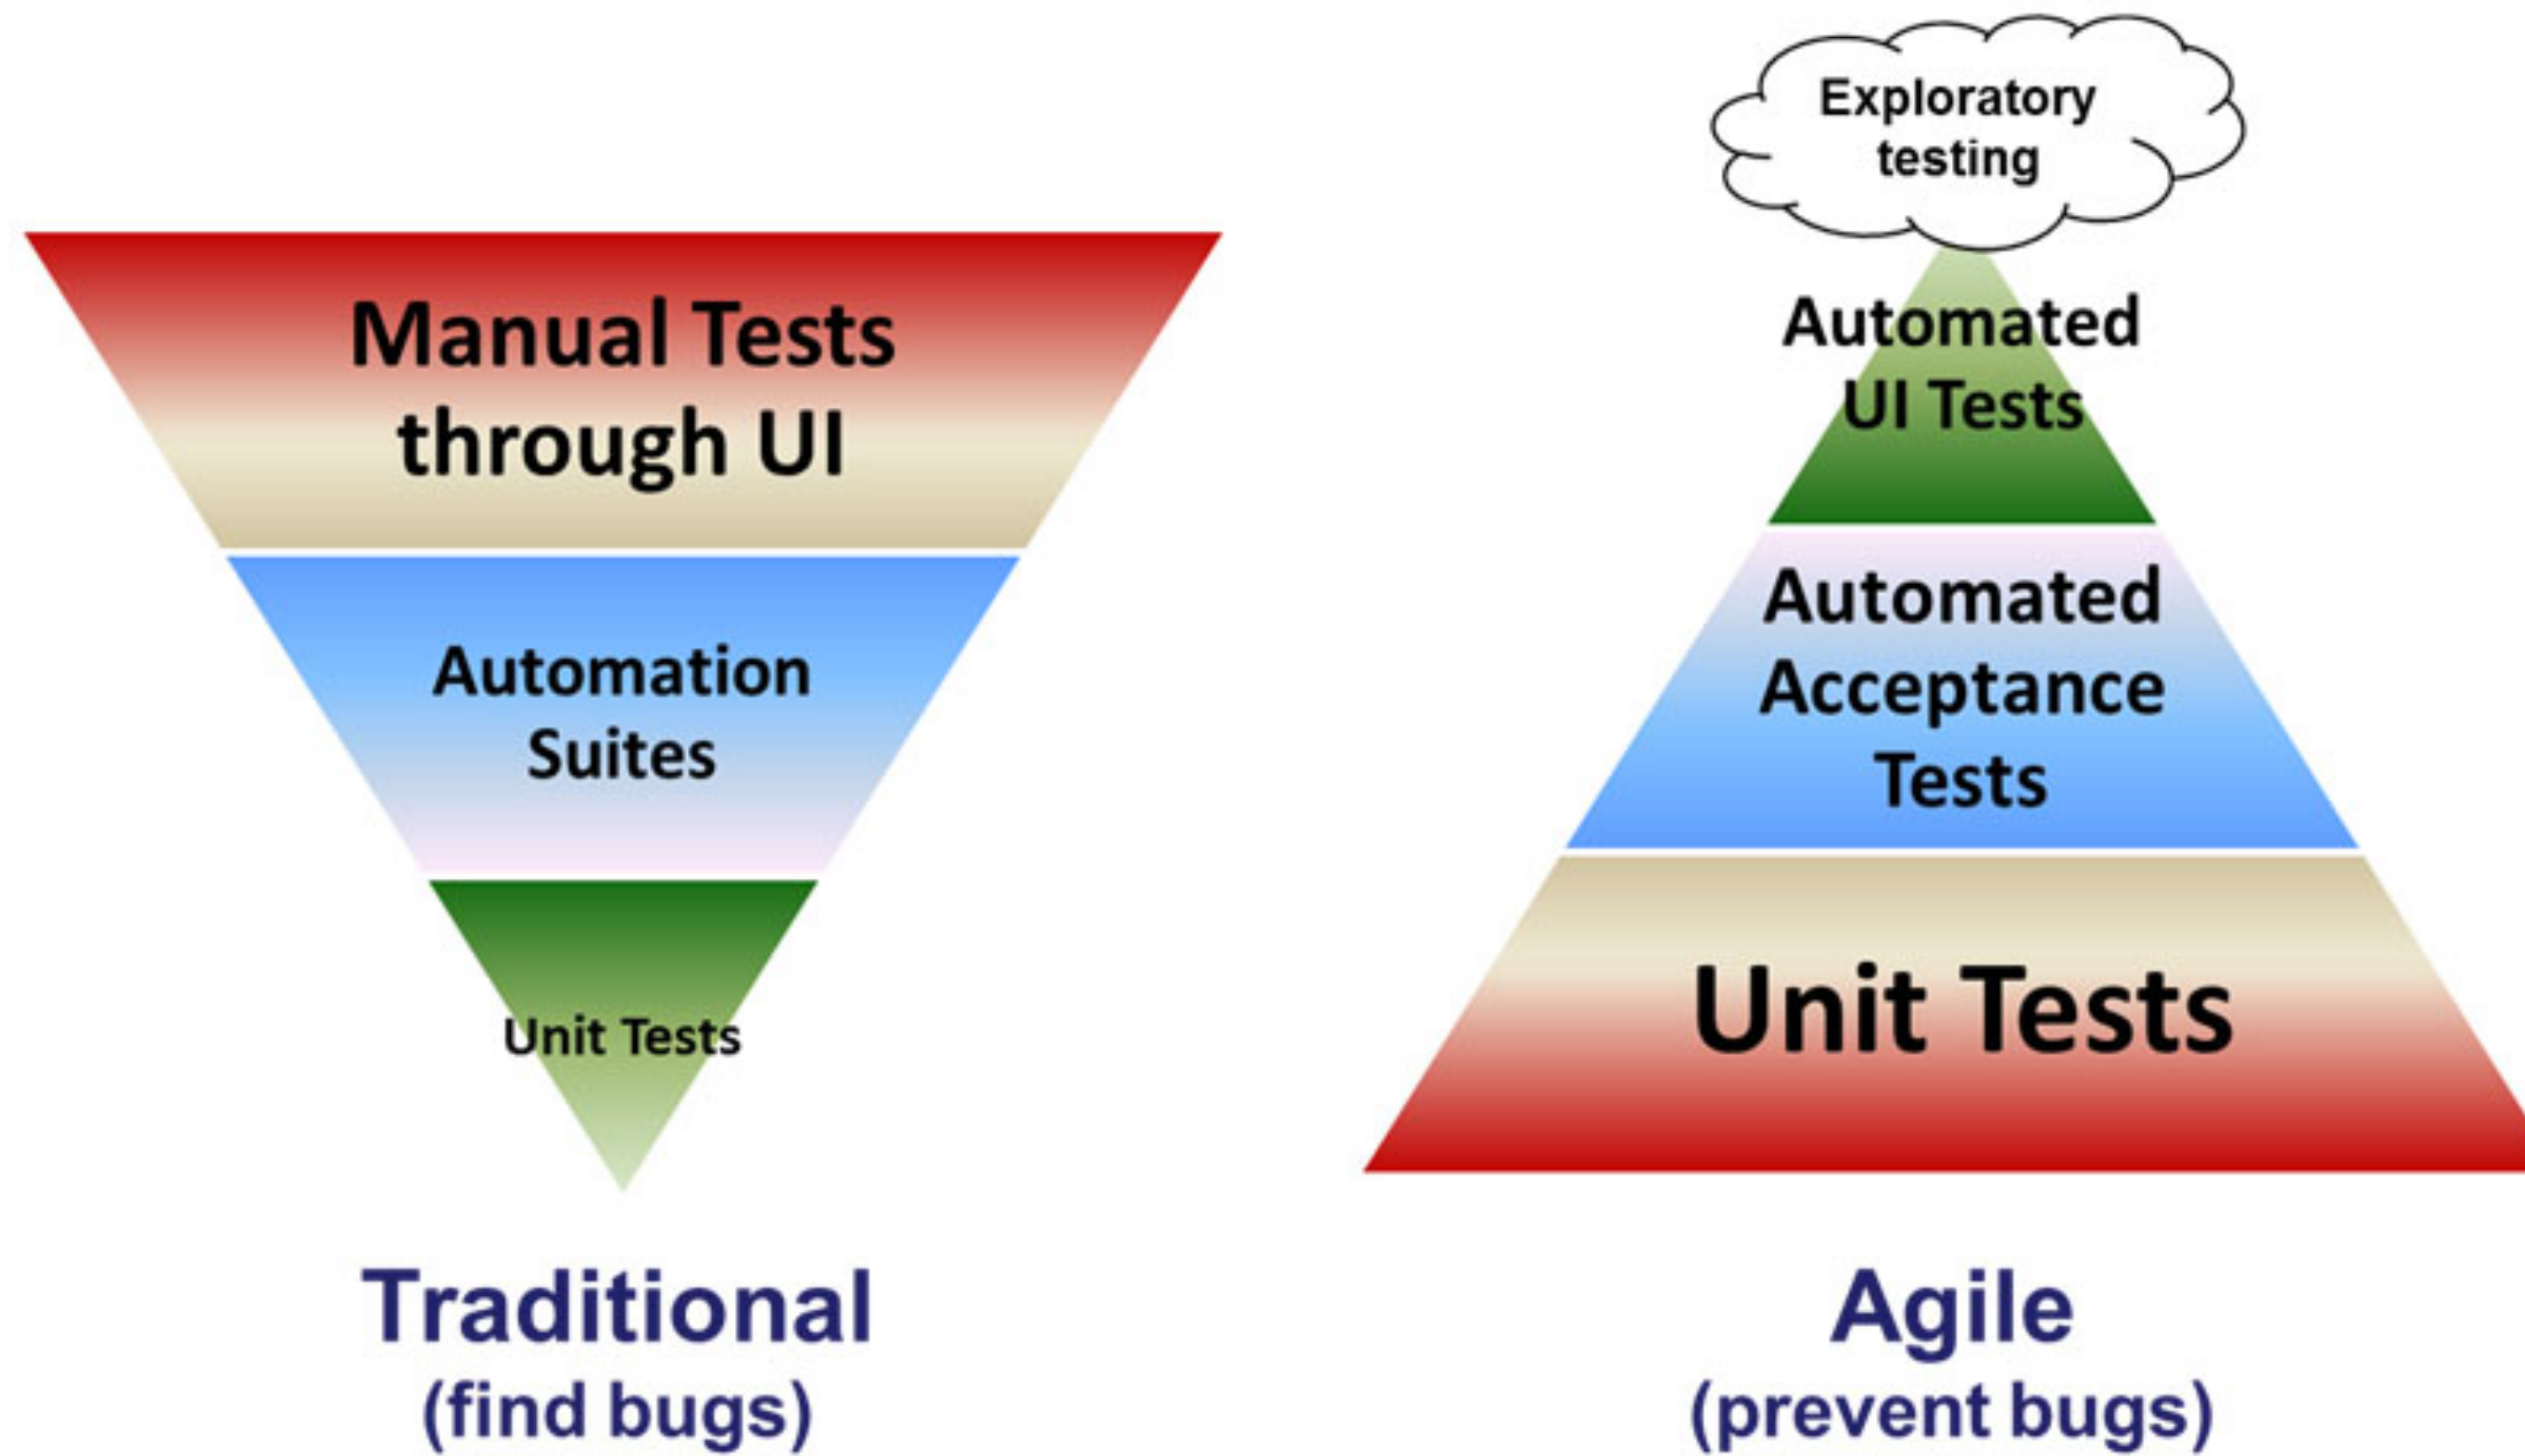 Manual Tests
through UI
Automation
Suites
Unit Tests
Traditional
(find bugs)
Exploratory
testing
Automated
UI Tests
Automated
Acceptance
Tests
Unit Tests
Agile
(prevent bugs)